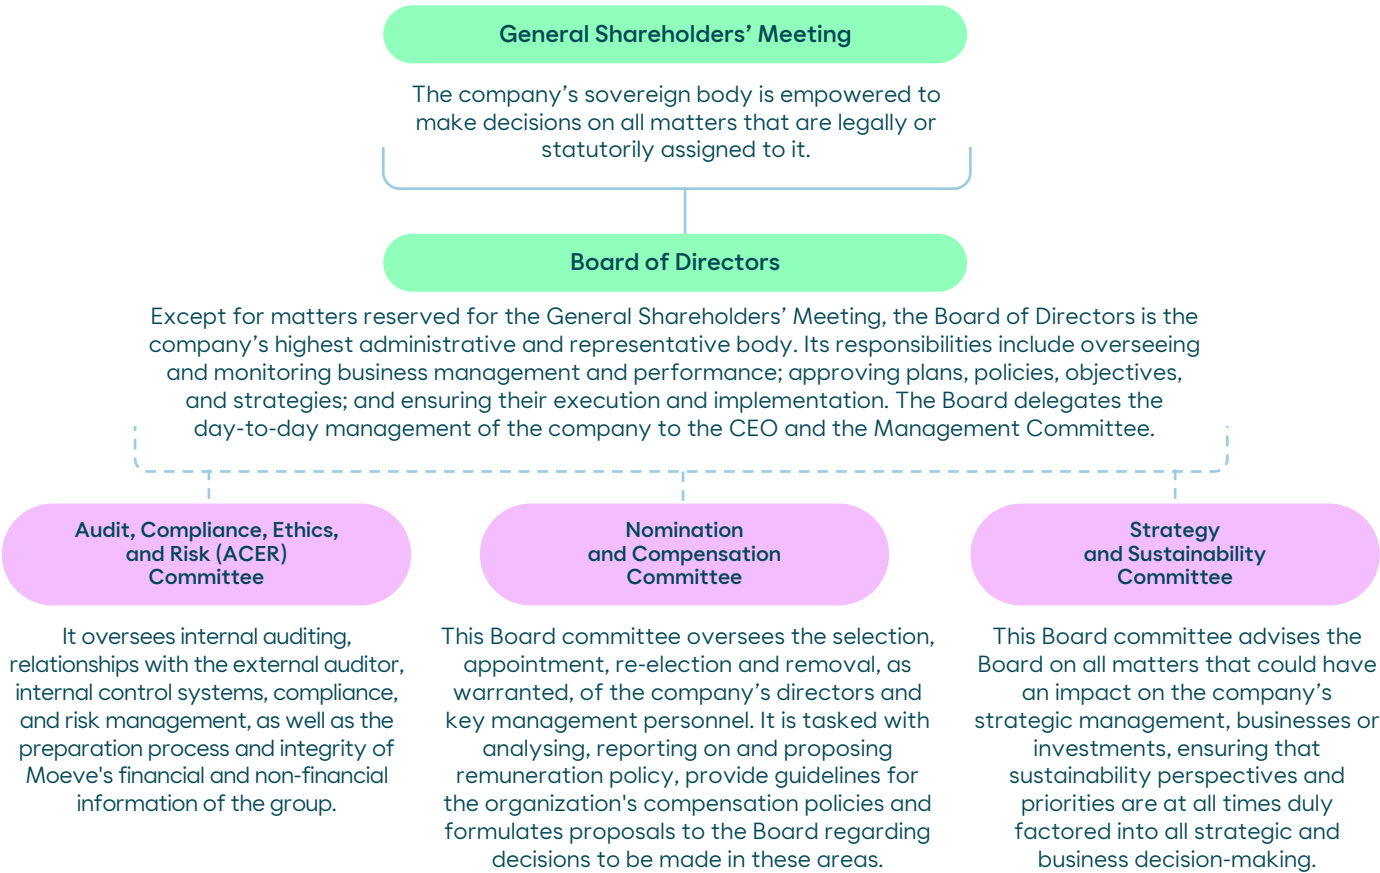 General Shareholders’ Meeting
The company’s sovereign body is empowered to
make decisions on all matters that are legally or
statutorily assigned to it.
Board of Directors
Except for matters reserved for the General Shareholders’ Meeting, the Board of Directors is the
company’s highest administrative and representative body. Its responsibilities include overseeing
and monitoring business management and performance; approving plans, policies, objectives,
and strategies; and ensuring their execution and implementation. The Board delegates the
day-to-day management of the company to the CEO and the Management Committee.
Audit, Compliance, Ethics,
and Risk (ACER)
Committee
It oversees internal auditing,
relationships with the external auditor,
internal control systems, compliance,
and risk management, as well as the
preparation process and integrity of
Moeve's financial and non-financial
information of the group.
Nomination
and Compensation
Committee
This Board committee oversees the selection,
appointment, re-election and removal, as
warranted, of the company’s directors and
key management personnel. It is tasked with
analysing, reporting on and proposing
remuneration policy, provide guidelines for
the organization's compensation policies and
formulates proposals to the Board regarding
decisions to be made in these areas.
Strategy
and Sustainability
Committee
This Board committee advises the
Board on all matters that could have
an impact on the company’s
strategic management, businesses or
investments, ensuring that
sustainability perspectives and
priorities are at all times duly
factored into all strategic and
business decision-making.